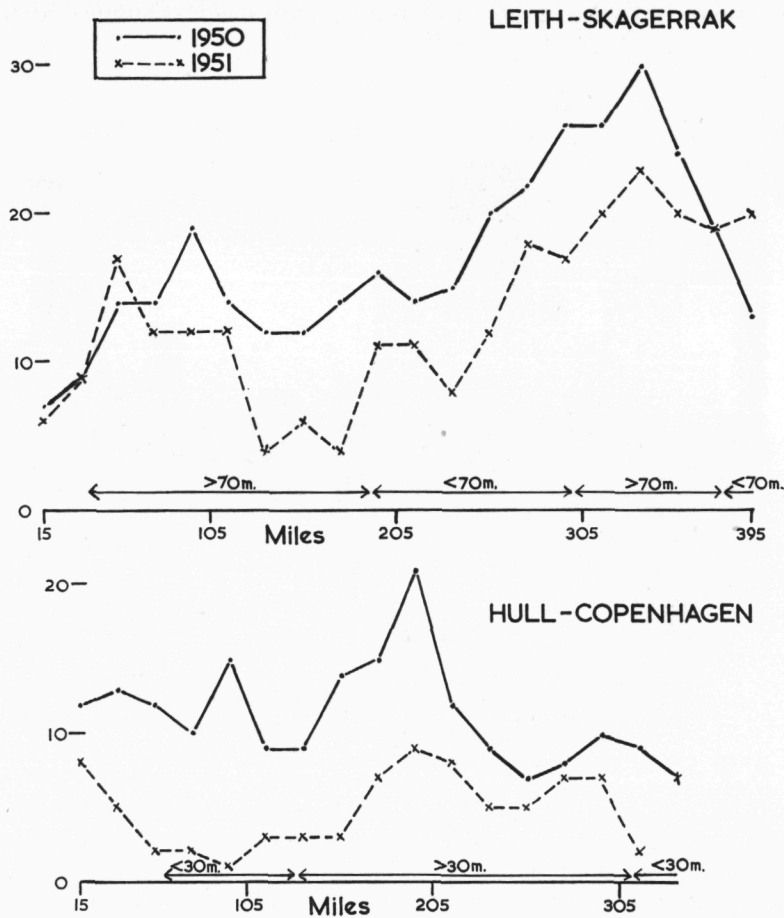 LEITH-SKAGERRAK
1950
1951
30
20
10
0
>70m.
<70m.
>70m.
<70m.
15
105
205
305
395
Miles
HULL-COPENHAGEN
20
10
0
<30m.
>30m.
<30m.
15
105
205
305
Miles